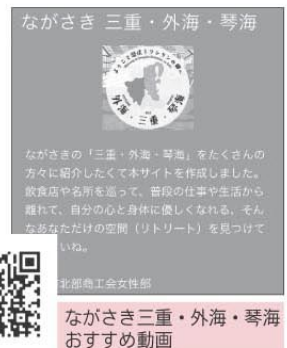 ながさき 三重・外海・琴海
外海・三重・琴海
ながさきの「三重・外海・琴海」をたくさんの
方々に紹介したくて本サイトを作成しました。
飲食店や名所を巡って、普段の仕事や生活から
離れて、自分の心と身体に優しくなれる、そん
なあなただけの空間（リトリート）を見つけて
いね。
北部商工会女性部
ながさき三重・外海・琴海
おすすめ動画